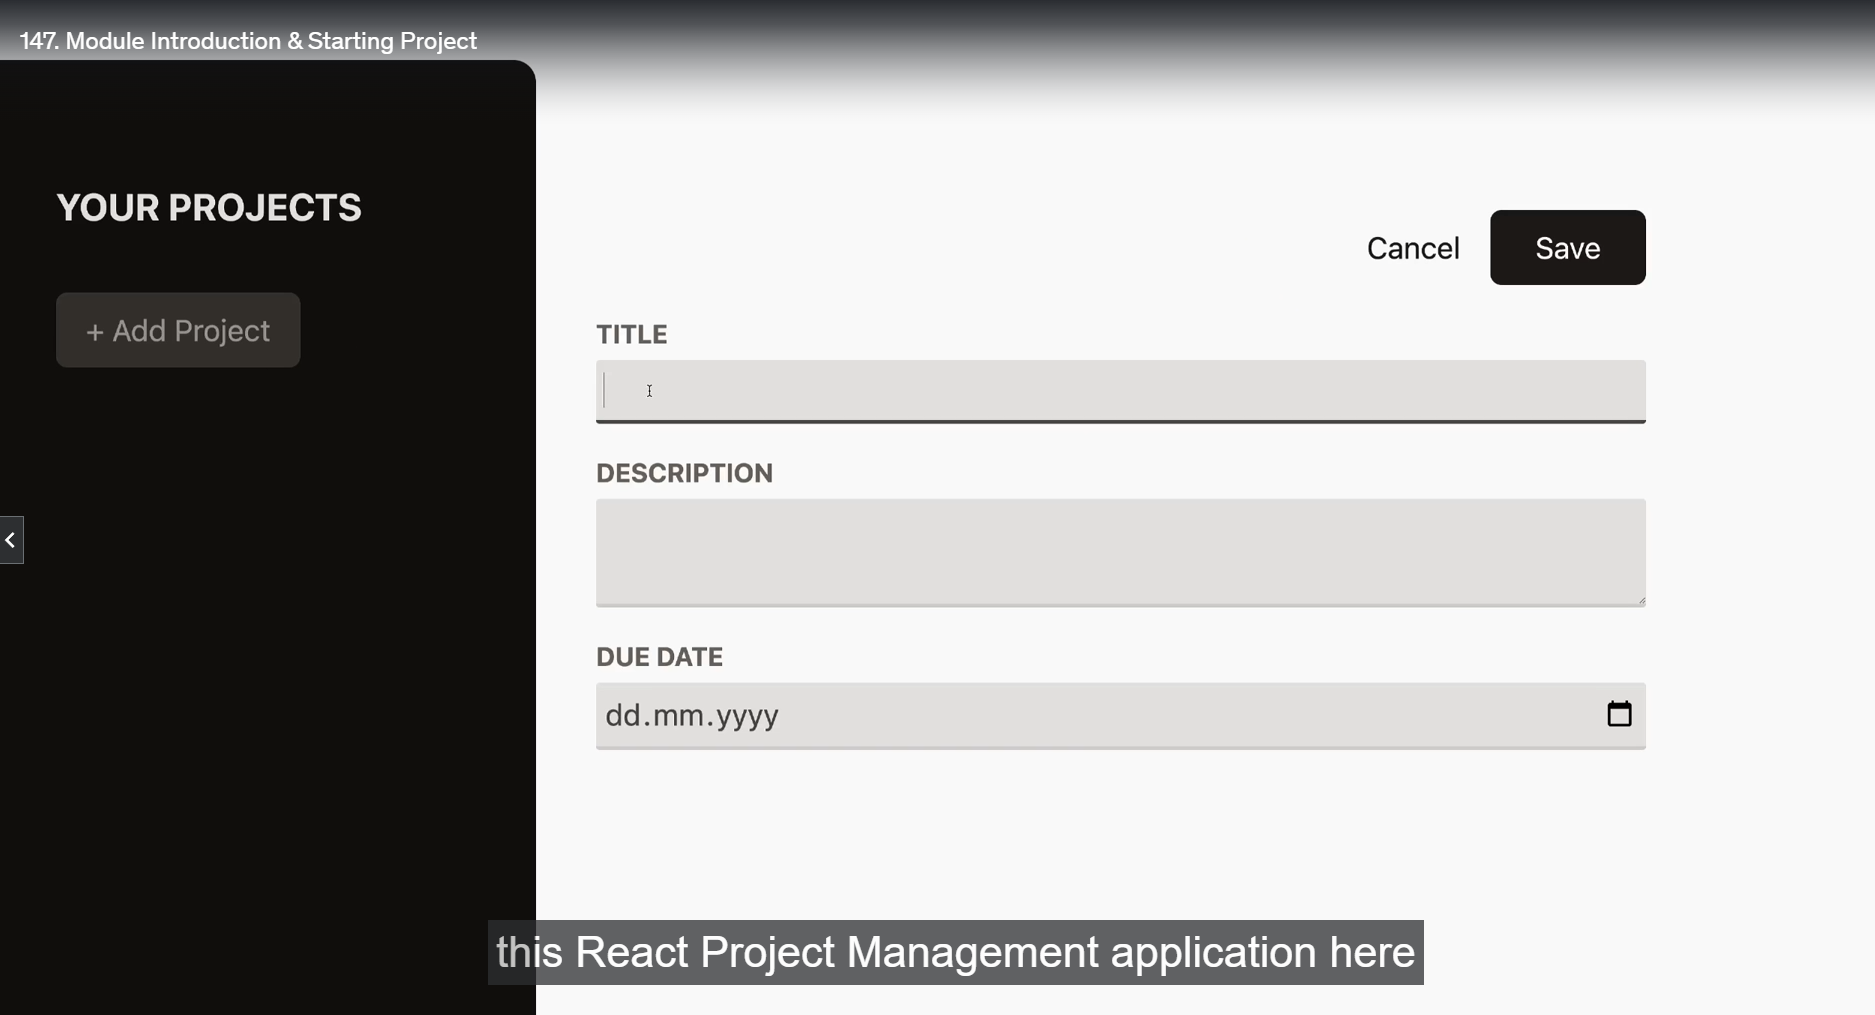 147. Module Introduction & Starting Project
YOUR PROJECTS
+ Add Project
Cancel
Save
TITLE
DESCRIPTION
DUE DATE
dd.mm.yyyy
this React Project Management application here